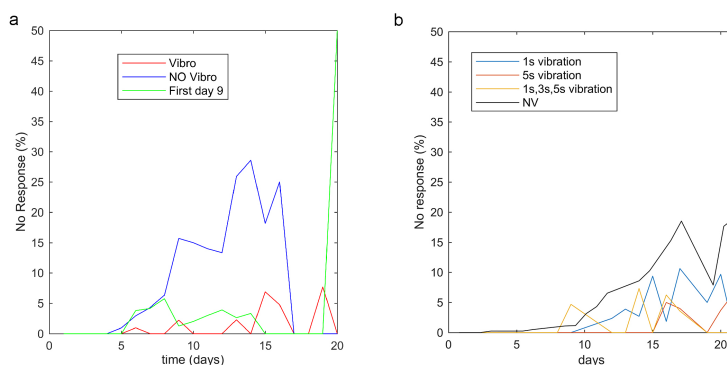 a
50
45
40
35
30
25
20
15
10
5
0
No Response (%)
Vibro
NO Vibro
First day 9
0 5 10 15 20
time (days)
b
50
45
40
35
30
25
20
15
10
5
0
No response (%)
1s vibration
5s vibration
1s,3s,5s vibration
NV
0 5 10 15 20
days